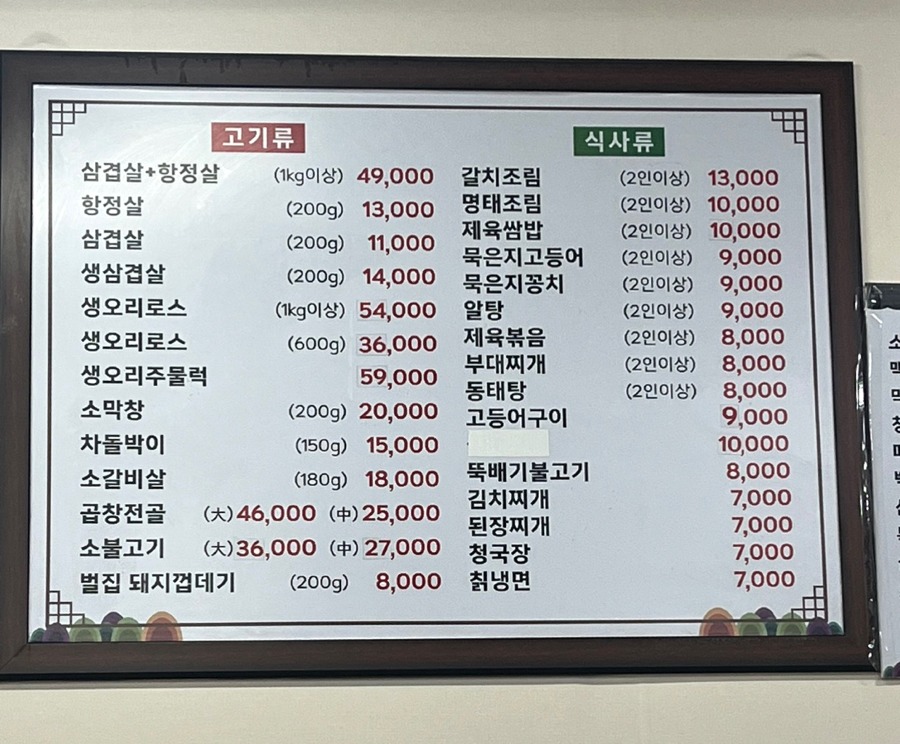 고기류
삼겹살+항정살 (1kg이상) 49,000
항정살 (200g) 13,000
삼겹살 (200g) 11,000
생삼겹살 (200g) 14,000
생오리로스 (1kg이상) 54,000
생오리로스 (600g) 36,000
생오리주물럭 59,000
소막창 (200g) 20,000
차돌박이 (150g) 15,000
소갈비살 (180g) 18,000
곱창전골 (大) 46,000 (中) 25,000
소불고기 (大) 36,000 (中) 27,000
벌집 돼지껍데기 (200g) 8,000
식사류
갈치조림 (2인이상) 13,000
명태조림 (2인이상) 10,000
제육쌈밥 (2인이상) 10,000
묵은지고등어 (2인이상) 9,000
묵은지꽁치 (2인이상) 9,000
알탕 (2인이상) 9,000
제육볶음 (2인이상) 8,000
부대찌개 (2인이상) 8,000
동태탕 (2인이상) 8,000
고등어구이 9,000
10,000
뚝배기불고기 8,000
김치찌개 7,000
된장찌개 7,000
청국장 7,000
칡냉면 7,000